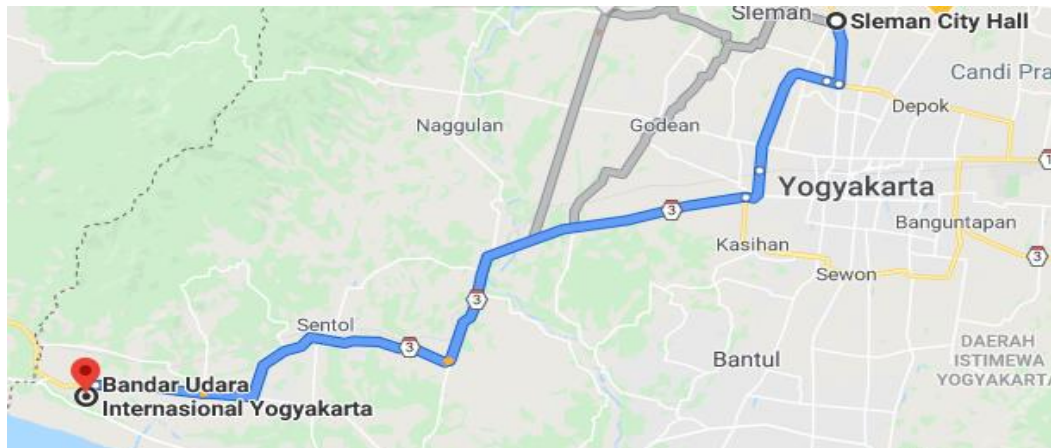 Sleman
Sleman City Hall
Candi Pra
Depok
Naggulan
Godean
1
Yogyakarta
3
Banguntapan
Kasihan
3
Sewon
3
Sentol
3
DAERAH
ISTIMEWA
YOGYAKARTA
Bantul
Bandar Udara
Internasional Yogyakarta